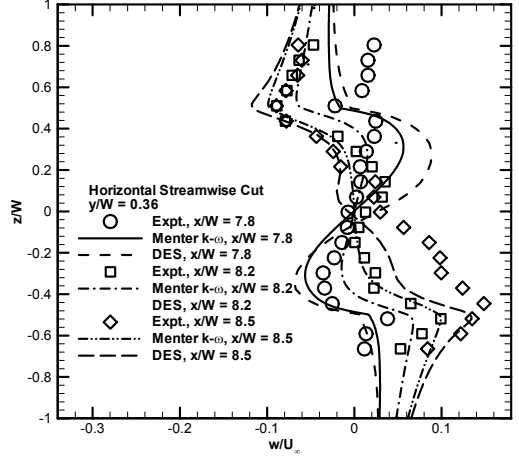 1
0.8
0.6
0.4
0.2
0
-0.2
-0.4
-0.6
-0.8
-1
z/W
Horizontal Streamwise Cut
y/W = 0.36
Expt., x/W = 7.8
Menter k-ω, x/W = 7.8
DES, x/W = 7.8
Expt., x/W = 8.2
Menter k-ω, x/W = 8.2
DES, x/W = 8.2
Expt., x/W = 8.5
Menter k-ω, x/W = 8.5
DES, x/W = 8.5
-0.3 -0.2 -0.1 0 0.1
w/U∞